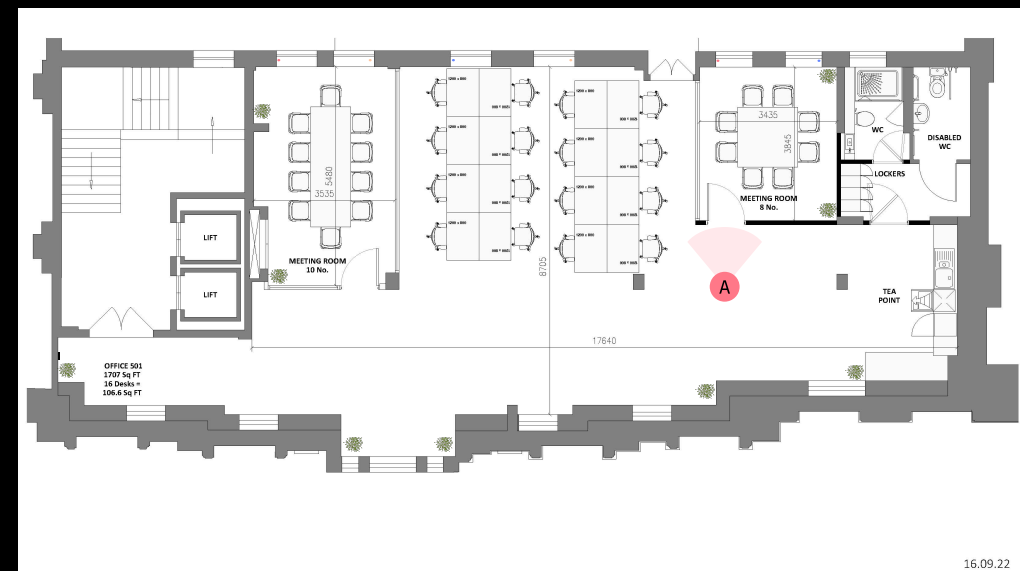 3435
3845
5480
3535
WC
DISABLED
WC
LOCKERS
MEETING ROOM
8 No.
LIFT
MEETING ROOM
10 No.
8705
A
LIFT
TEA
POINT
17640
OFFICE 501
1707 Sq FT
16 Desks =
106.6 Sq FT
16.09.22